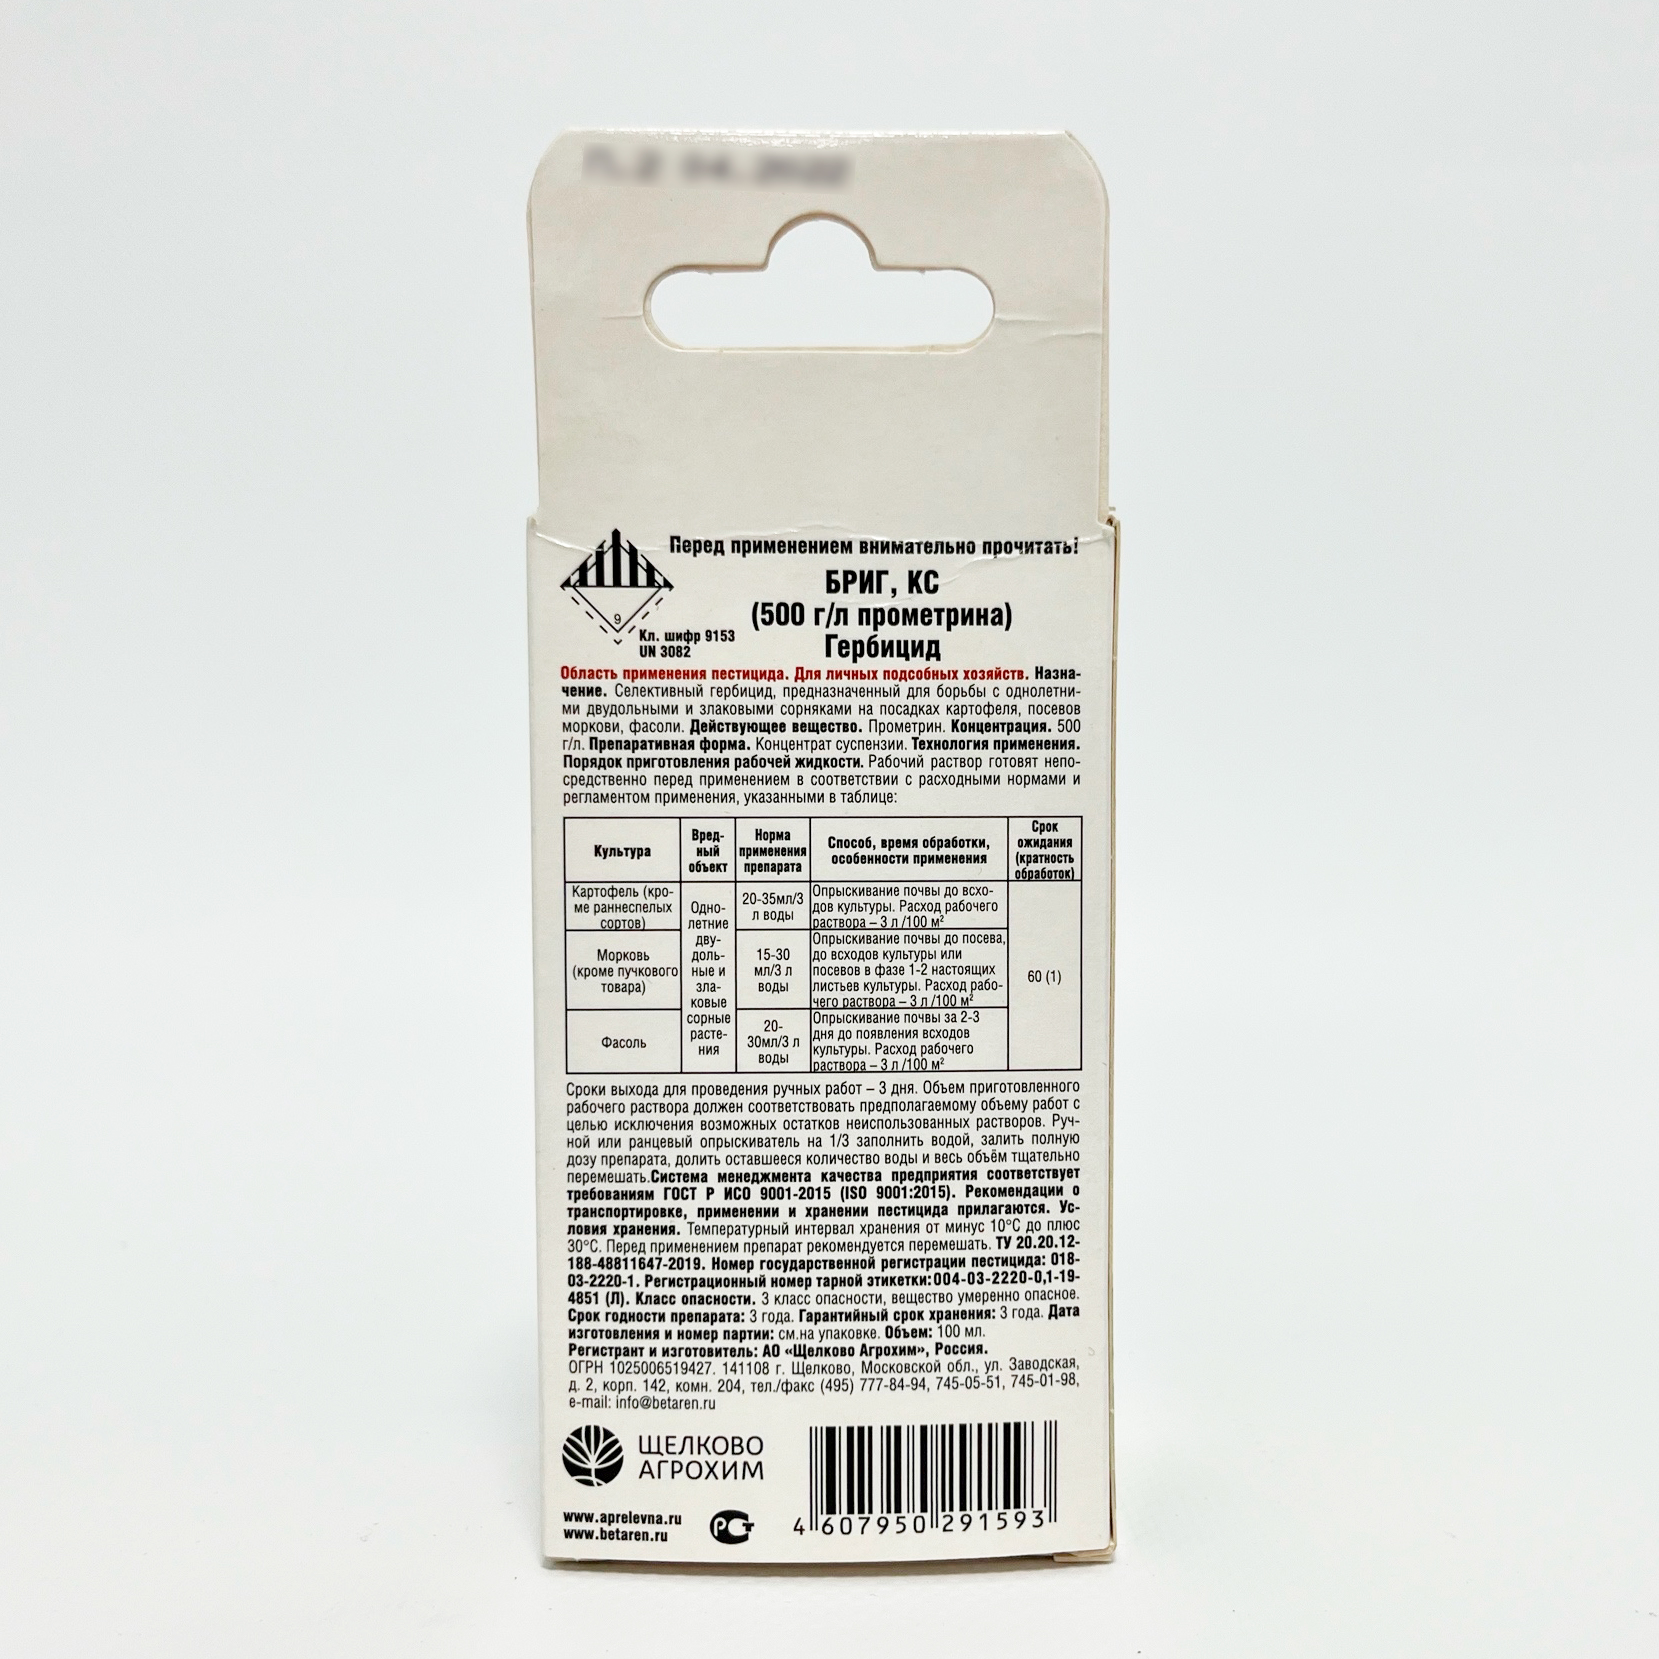 Перед применением внимательно прочитать!
БРИГ, КС
(500 г/л прометрина)
Гербицид
9
Кл. шифр 9153
UN 3082
Область применения пестицида. Для личных подсобных хозяйств. Назна-
чение. Селективный гербицид, предназначенный для борьбы с однолетни-
ми двудольными и злаковыми сорняками на посадках картофеля, посевов
моркови, фасоли. Действующее вещество. Прометрин. Концентрация. 500
г/л. Препаративная форма. Концентрат суспензии. Технология применения.
Порядок приготовления рабочей жидкости. Рабочий раствор готовят непо-
средственно перед применением в соответствии с расходными нормами и
регламентом применения, указанными в таблице:
Культура
Вред-
ный
объект
Норма
применения
препарата
Способ, время обработки,
особенности применения
Срок
ожидания
(кратность
обработок)
Картофель (кро-
ме раннеспелых
сортов)
Одно-
летние
дву-
доль-
ные и
зла-
ковые
сорные
расте-
ния
20-35мл/3
л воды
Опрыскивание почвы до всхо-
дов культуры. Расход рабочего
раствора – 3 л /100 м²
60 (1)
Морковь
(кроме пучкового
товара)
15-30
мл/3 л
воды
Опрыскивание почвы до посева,
до всходов культуры или
посевов в фазе 1-2 настоящих
листьев культуры. Расход рабо-
чего раствора – 3 л /100 м²
Фасоль
20-
30мл/3 л
воды
Опрыскивание почвы за 2-3
дня до появления всходов
культуры. Расход рабочего
раствора – 3 л /100 м²
Сроки выхода для проведения ручных работ – 3 дня. Объем приготовленного
рабочего раствора должен соответствовать предполагаемому объему работ с
целью исключения возможных остатков неиспользованных растворов. Руч-
ной или ранцевый опрыскиватель на 1/3 заполнить водой, залить полную
дозу препарата, долить оставшееся количество воды и весь объём тщательно
перемешать.Система менеджмента качества предприятия соответствует
требованиям ГОСТ Р ИСО 9001-2015 (ISO 9001:2015). Рекомендации о
транспортировке, применении и хранении пестицида прилагаются. Ус-
ловия хранения. Температурный интервал хранения от минус 10°С до плюс
30°С. Перед применением препарат рекомендуется перемешать. ТУ 20.20.12-
188-48811647-2019. Номер государственной регистрации пестицида: 018-
03-2220-1. Регистрационный номер тарной этикетки:004-03-2220-0,1-19-
4851 (Л). Класс опасности. 3 класс опасности, вещество умеренно опасное.
Срок годности препарата: 3 года. Гарантийный срок хранения: 3 года. Дата
изготовления и номер партии: см.на упаковке. Объем: 100 мл.
Регистрант и изготовитель: АО «Щелково Агрохим», Россия.
ОГРН 1025006519427. 141108 г. Щелково, Московской обл., ул. Заводская,
д. 2, корп. 142, комн. 204, тел./факс (495) 777-84-94, 745-05-51, 745-01-98,
e-mail: info@betaren.ru
ЩЕЛКОВО
АГРОХИМ
www.aprelevna.ru
www.betaren.ru
РСТ
4 607950 291593